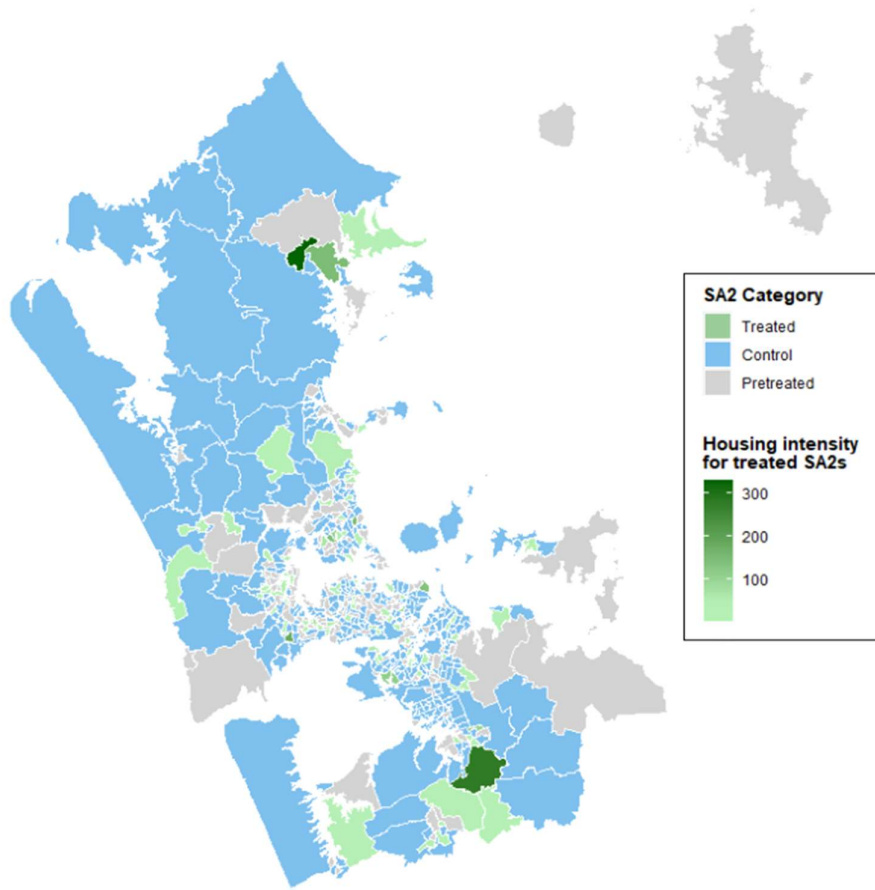 SA2 Category
Treated
Control
Pretreated
Housing intensity
for treated SA2s
300
200
100